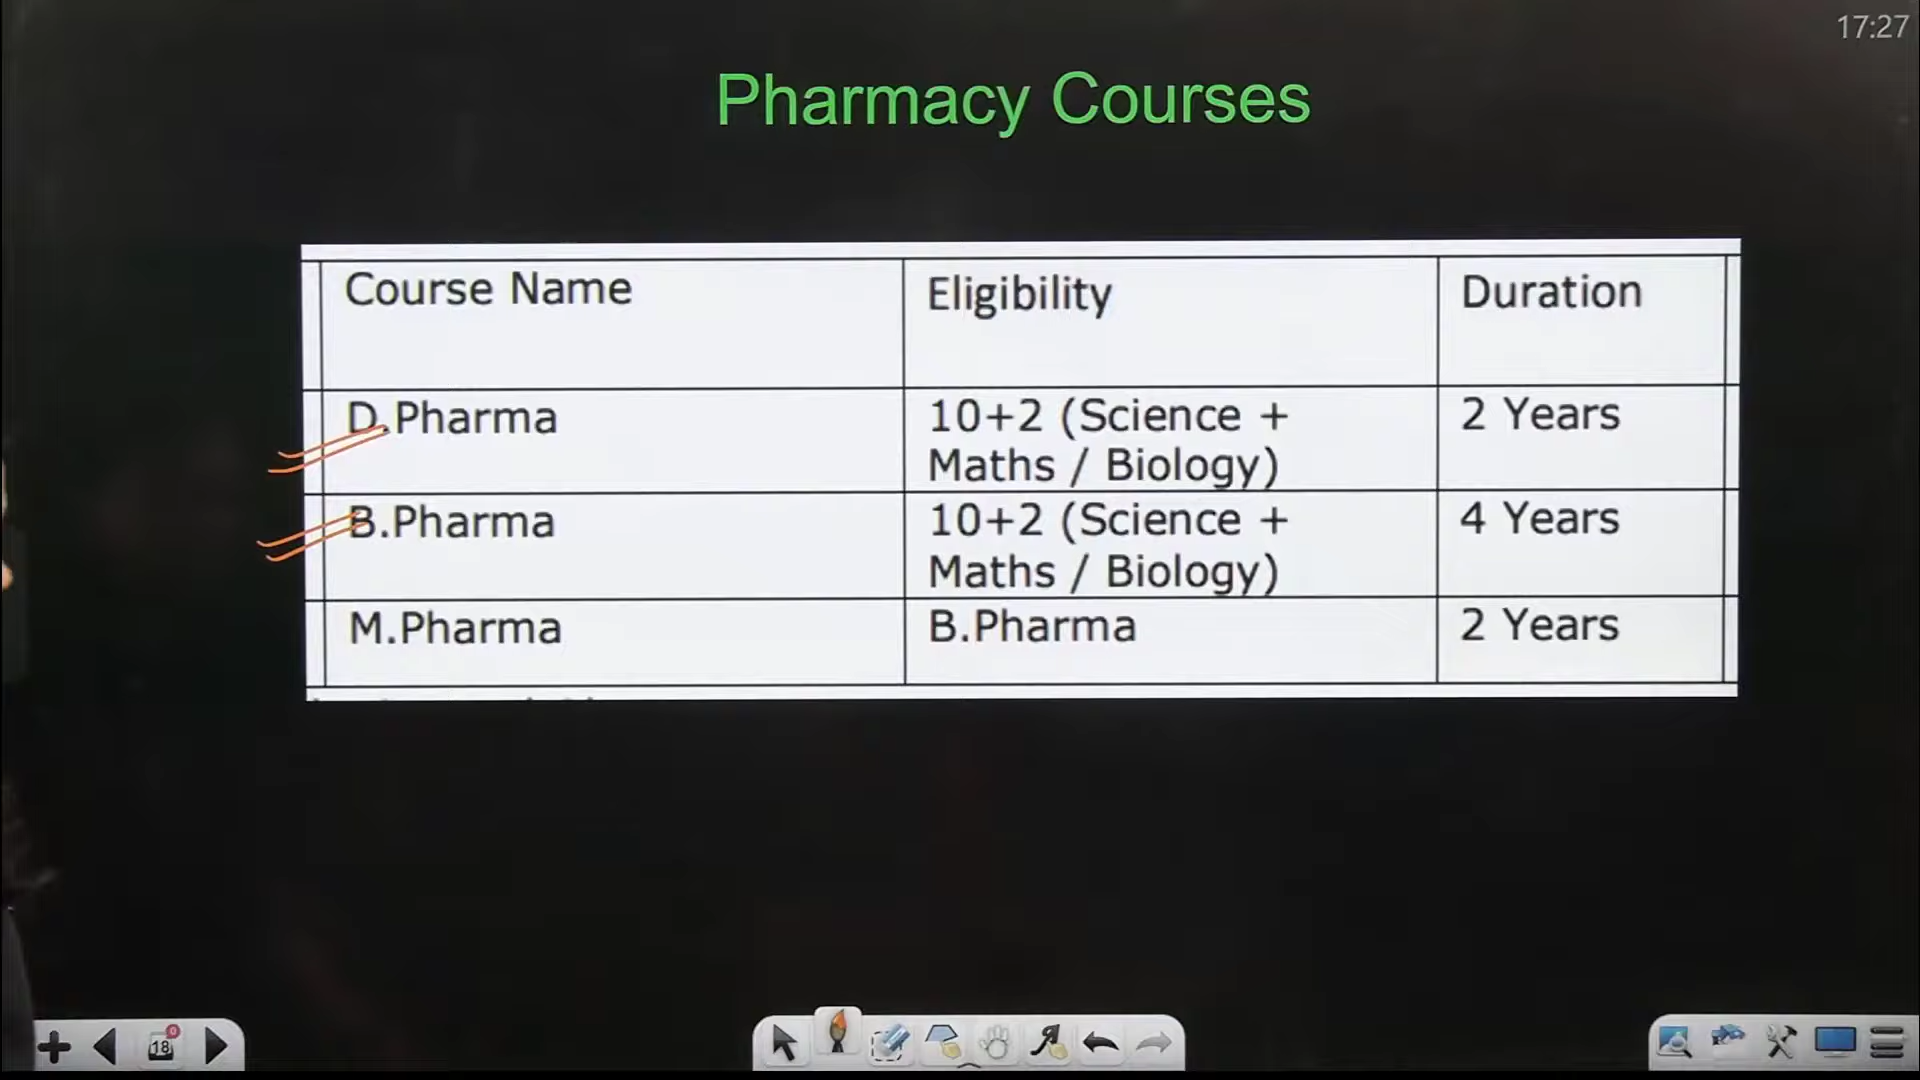 17:27
Pharmacy Courses
Course Name
Eligibility
Duration
D.Pharma
10+2 (Science +
Maths / Biology)
2 Years
B.Pharma
10+2 (Science +
Maths / Biology)
4 Years
M.Pharma
B.Pharma
2 Years
18
0